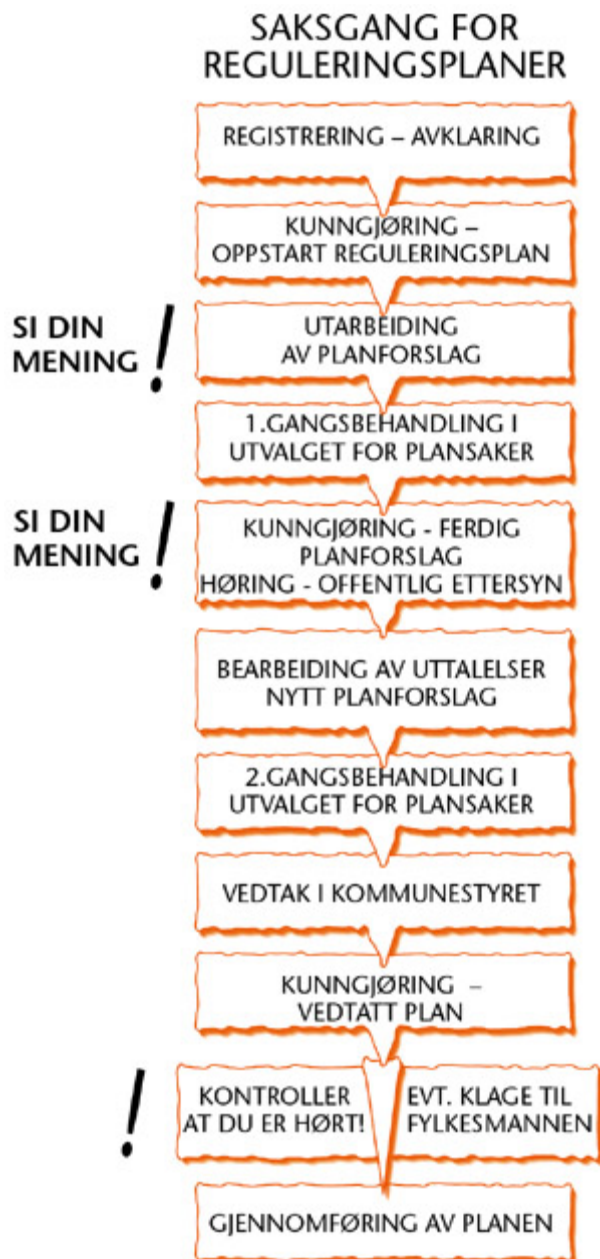 SAKSGANG FOR
REGULERINGSPLANER
REGISTRERING – AVKLARING
KUNNGJØRING –
OPPSTART REGULERINGSPLAN
SI DIN
MENING !
UTARBEIDING
AV PLANFORSLAG
1.GANGSBEHANDLING I
UTVALGET FOR PLANSAKER
SI DIN
MENING !
KUNNGJØRING - FERDIG
PLANFORSLAG
HØRING - OFFENTLIG ETTERSYN
BEARBEIDING AV UTTALELSER
NYTT PLANFORSLAG
2.GANGSBEHANDLING I
UTVALGET FOR PLANSAKER
VEDTAK I KOMMUNESTYRET
KUNNGJØRING –
VEDTATT PLAN
!
KONTROLLER
AT DU ER HØRT!
EVT. KLAGE TIL
FYLKESMANNEN
GJENNOMFØRING AV PLANEN